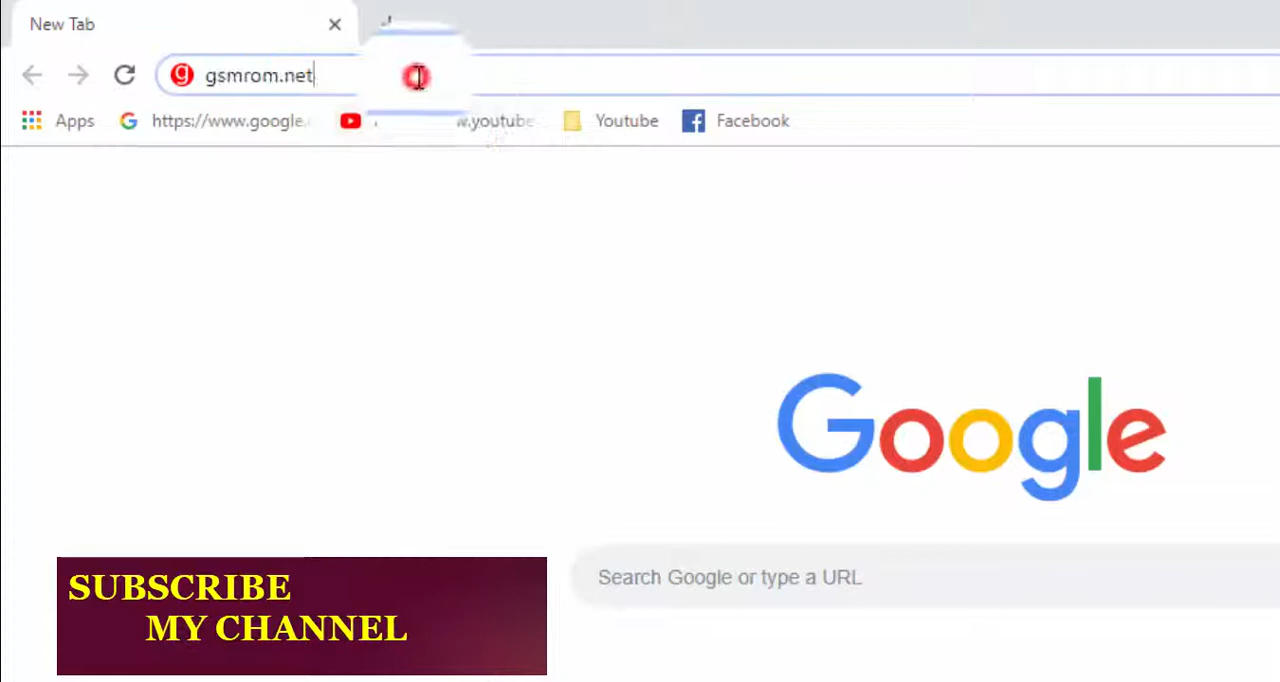 New Tab
gsmrom.net
Apps
https://www.google.
w.youtube
Youtube
Facebook
Google
Search Google or type a URL
SUBSCRIBE
MY CHANNEL